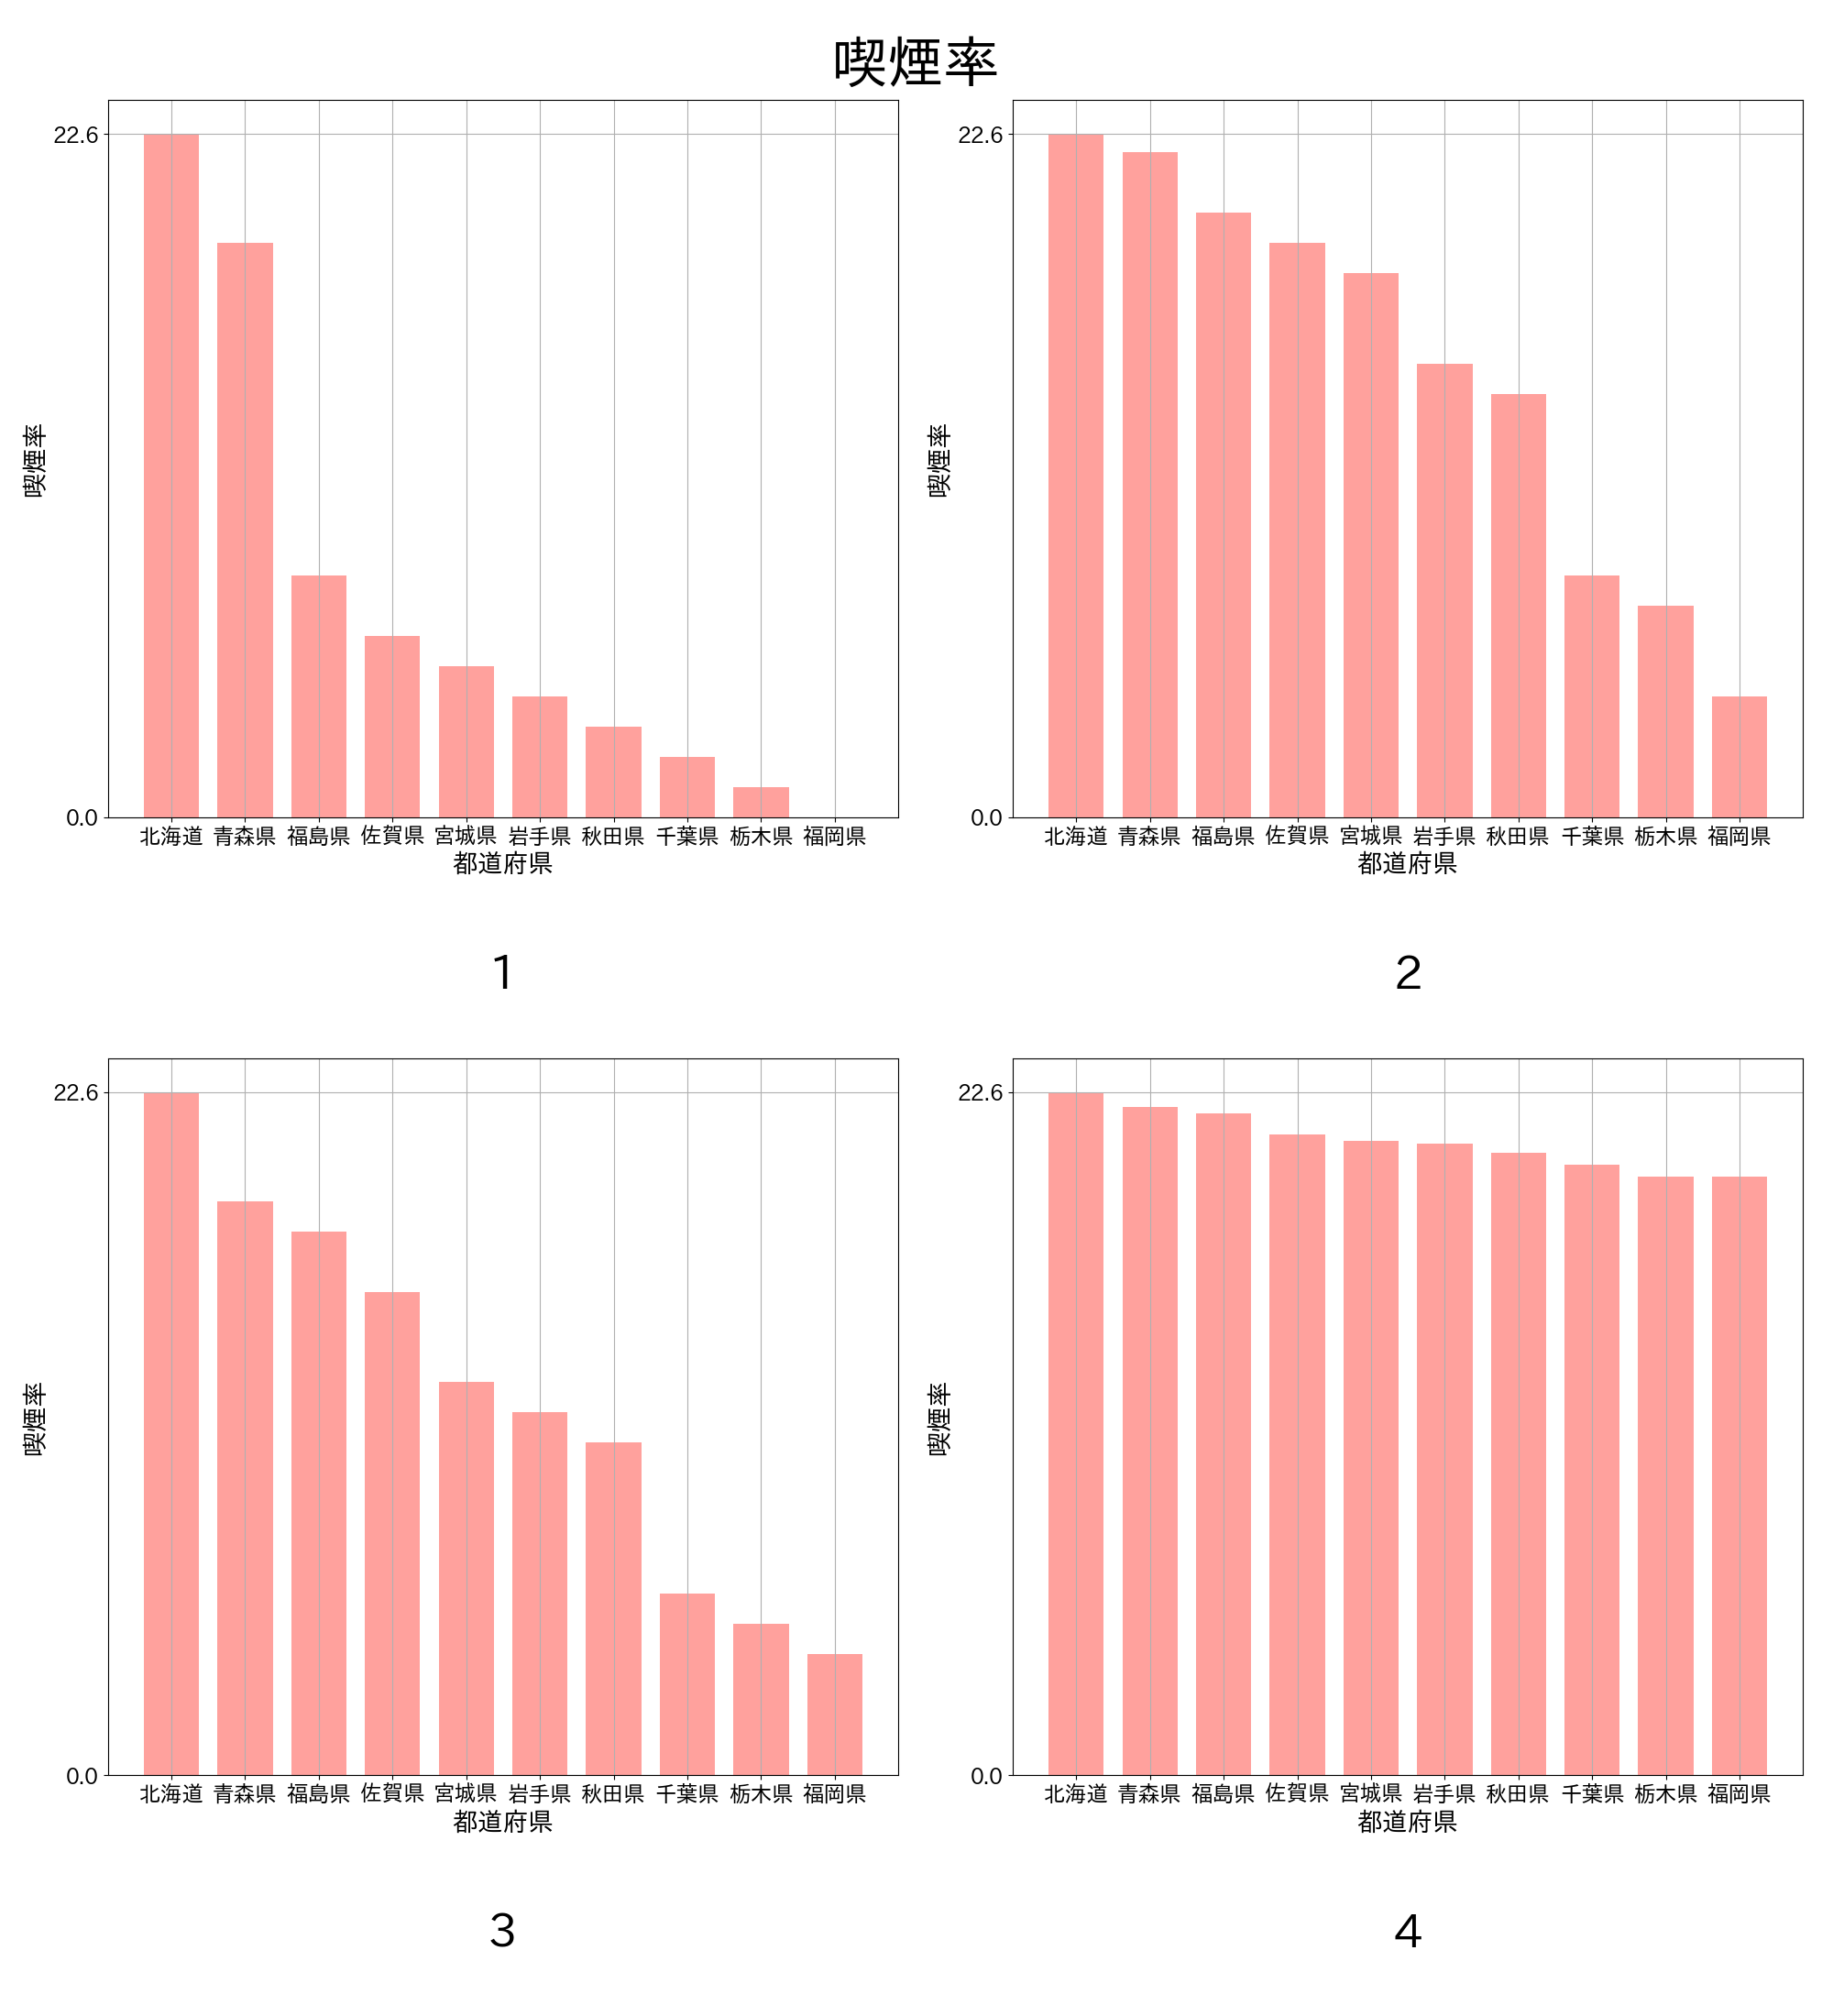 喫煙率
22.6
0.0
喫煙率
北海道 青森県 福島県 佐賀県 宮城県 岩手県 秋田県 千葉県 栃木県 福岡県
都道府県
1
22.6
0.0
喫煙率
北海道 青森県 福島県 佐賀県 宮城県 岩手県 秋田県 千葉県 栃木県 福岡県
都道府県
2
22.6
0.0
喫煙率
北海道 青森県 福島県 佐賀県 宮城県 岩手県 秋田県 千葉県 栃木県 福岡県
都道府県
3
22.6
0.0
喫煙率
北海道 青森県 福島県 佐賀県 宮城県 岩手県 秋田県 千葉県 栃木県 福岡県
都道府県
4